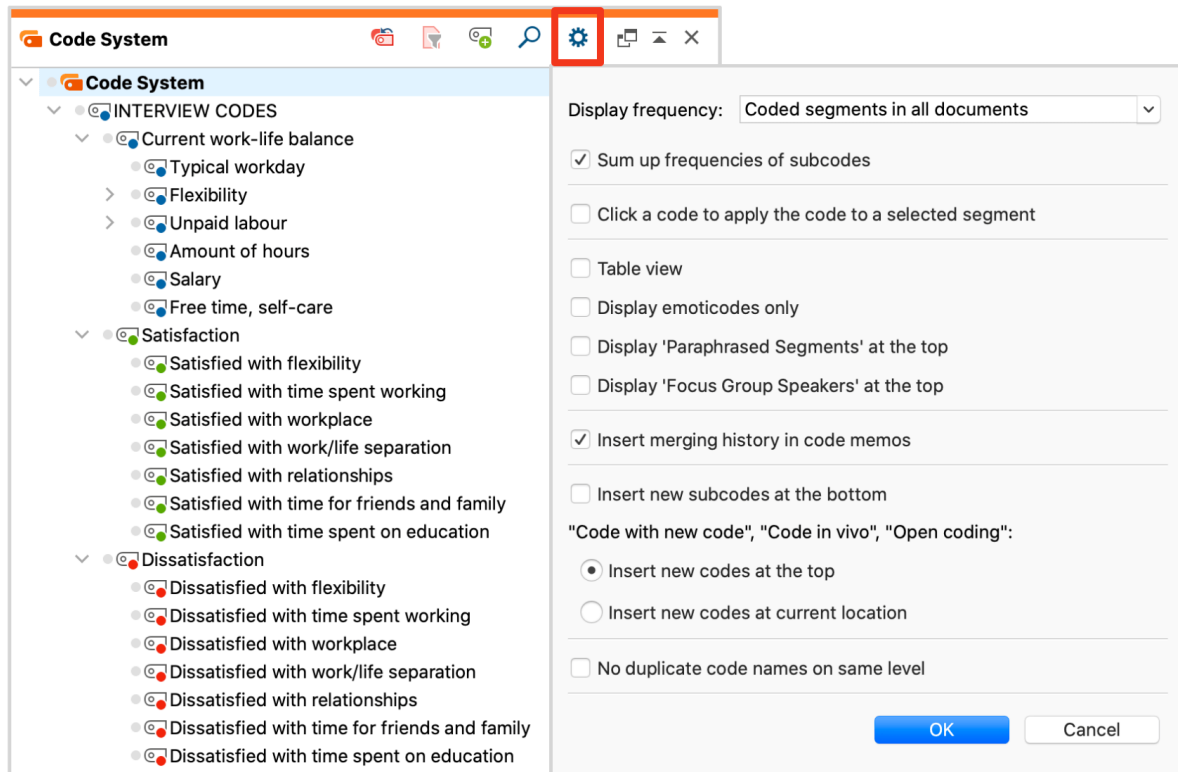 Code System
Code System
INTERVIEW CODES
Current work-life balance
Typical workday
Flexibility
Unpaid labour
Amount of hours
Salary
Free time, self-care
Satisfaction
Satisfied with flexibility
Satisfied with time spent working
Satisfied with workplace
Satisfied with work/life separation
Satisfied with relationships
Satisfied with time for friends and family
Satisfied with time spent on education
Dissatisfaction
Dissatisfied with flexibility
Dissatisfied with time spent working
Dissatisfied with workplace
Dissatisfied with work/life separation
Dissatisfied with relationships
Dissatisfied with time for friends and family
Dissatisfied with time spent on education
Display frequency: Coded segments in all documents
Sum up frequencies of subcodes
Click a code to apply the code to a selected segment
Table view
Display emoticodes only
Display 'Paraphrased Segments' at the top
Display 'Focus Group Speakers' at the top
Insert merging history in code memos
Insert new subcodes at the bottom
"Code with new code", "Code in vivo", "Open coding":
Insert new codes at the top
Insert new codes at current location
No duplicate code names on same level
OK Cancel